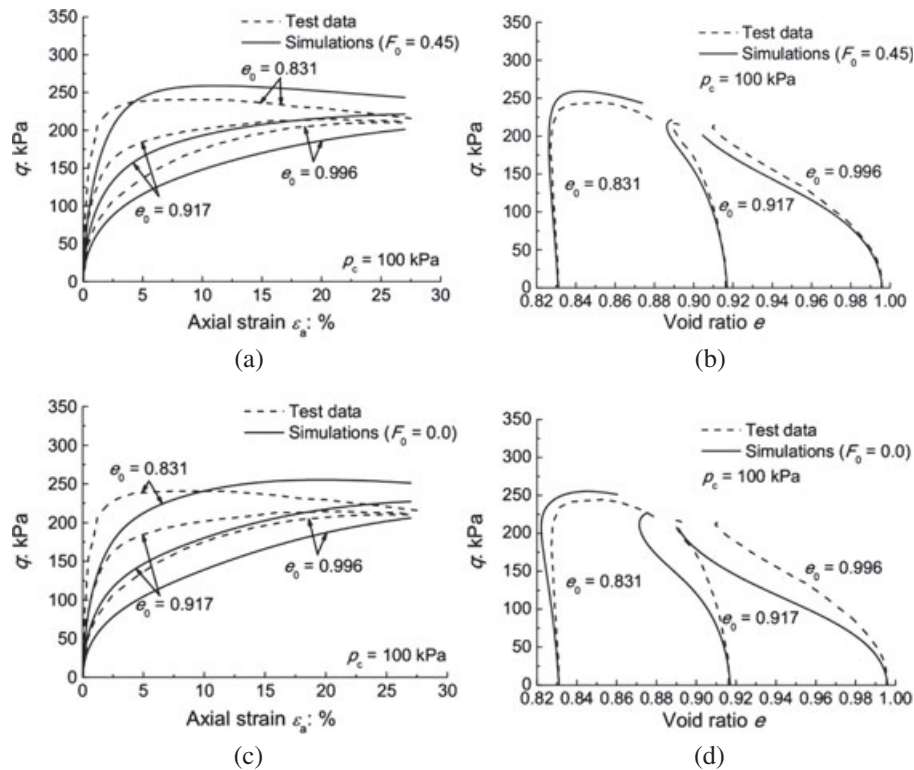 350
300
250
200
150
100
50
0
q: kPa
Test data
Simulations (F0 = 0.45)
e0 = 0.831
e0 = 0.996
e0 = 0.917
pc = 100 kPa
0 5 10 15 20 25 30
Axial strain εa: %
(a)
350
300
250
200
150
100
50
0
q: kPa
Test data
Simulations (F0 = 0.45)
pc = 100 kPa
e0 = 0.996
e0 = 0.831
e0 = 0.917
0.82 0.84 0.86 0.88 0.90 0.92 0.94 0.96 0.98 1.00
Void ratio e
(b)
350
300
250
200
150
100
50
0
q: kPa
Test data
Simulations (F0 = 0.0)
e0 = 0.831
e0 = 0.996
e0 = 0.917
pc = 100 kPa
0 5 10 15 20 25 30
Axial strain εa: %
(c)
350
300
250
200
150
100
50
0
q: kPa
Test data
Simulations (F0 = 0.0)
pc = 100 kPa
e0 = 0.996
e0 = 0.831
e0 = 0.917
0.82 0.84 0.86 0.88 0.90 0.92 0.94 0.96 0.98 1.00
Void ratio e
(d)